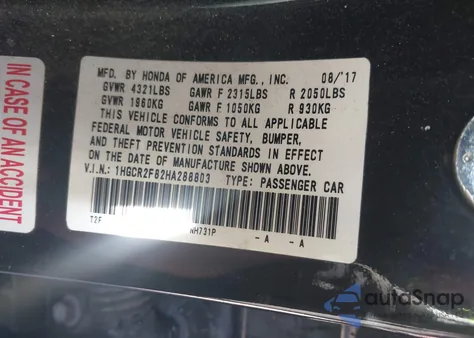 IN CASE OF AN ACCIDENT
MFD. BY HONDA OF AMERICA MFG., INC. 08/'17
GVWR 4321LBS GAWR F 2315LBS R 2050LBS
GVWR 1960KG GAWR F 1050KG R 930KG
THIS VEHICLE CONFORMS TO ALL APPLICABLE
FEDERAL MOTOR VEHICLE SAFETY, BUMPER,
AND THEFT PREVENTION STANDARDS IN EFFECT
ON THE DATE OF MANUFACTURE SHOWN ABOVE.
V.I.N.: 1HGCR2F82HA288803 TYPE: PASSENGER CAR
T2F NH731P - A - A
autoSnap